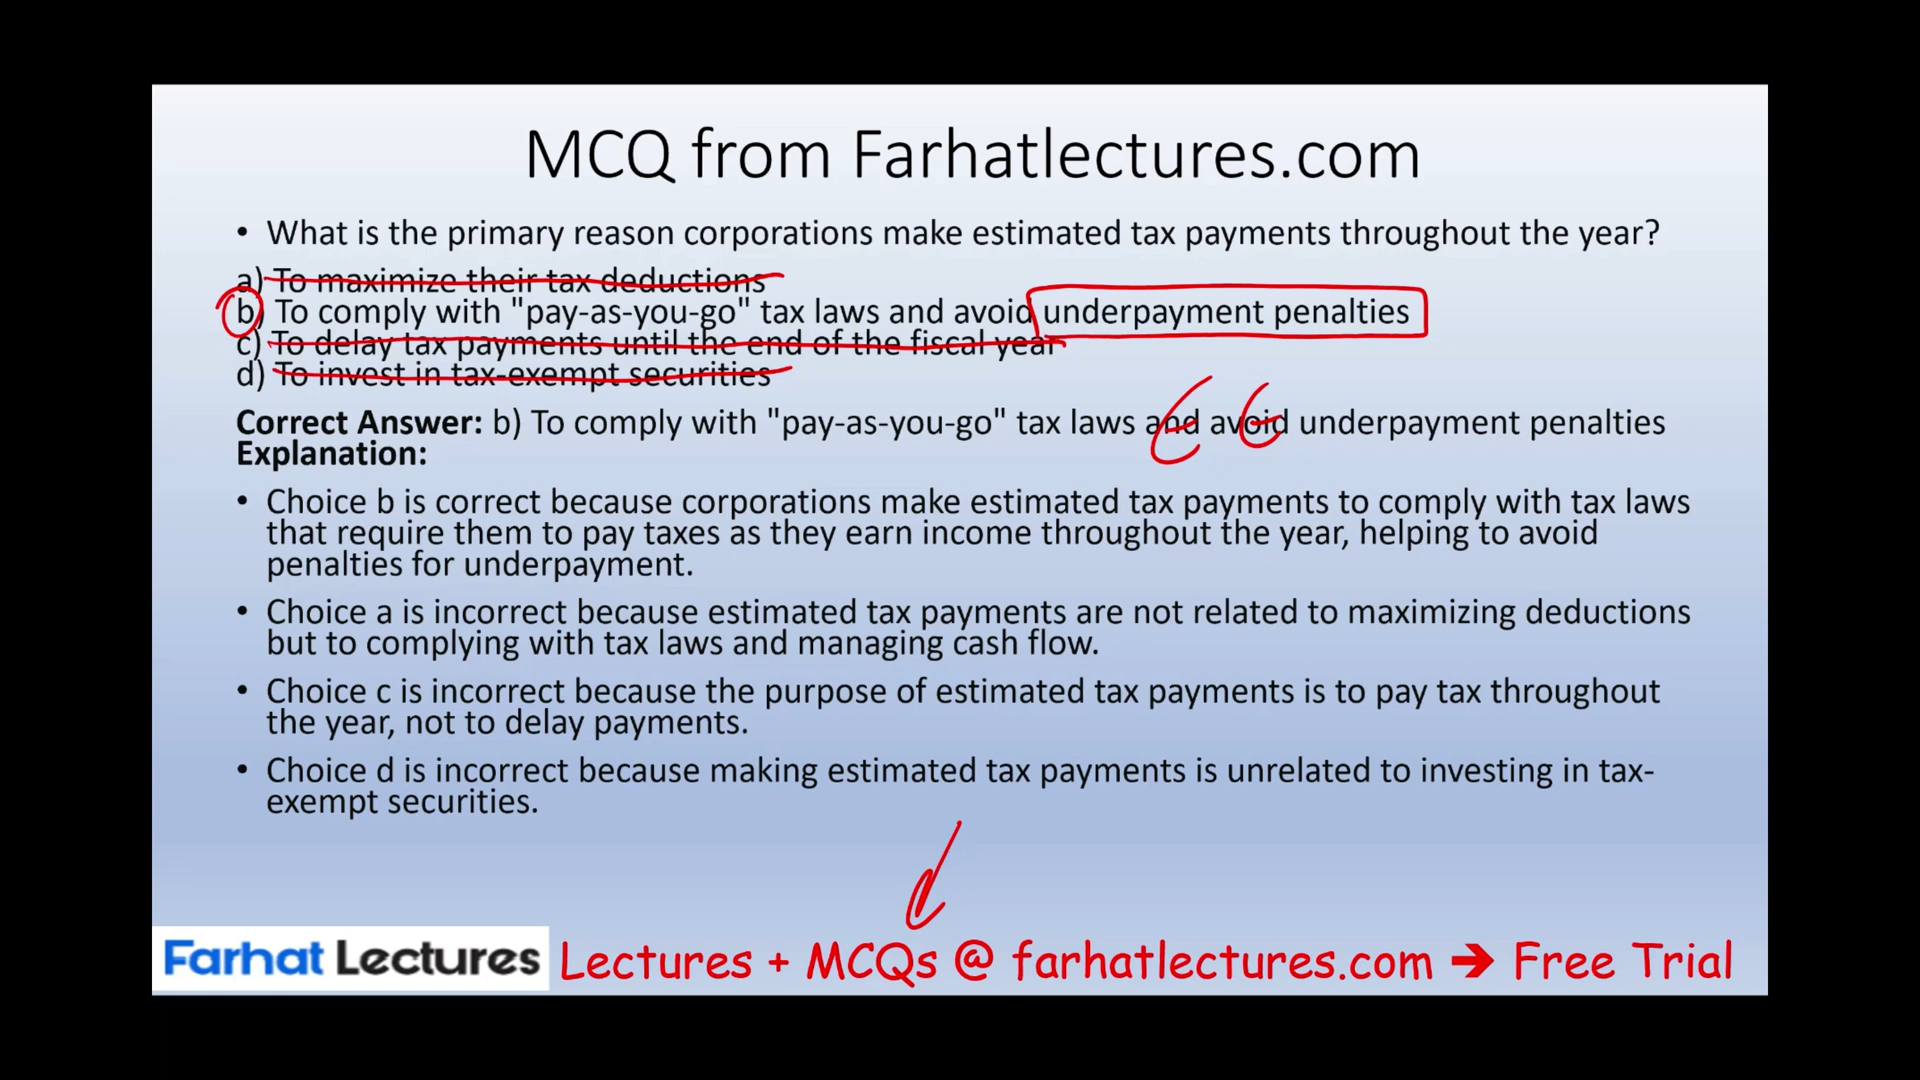 MCQ from Farhatlectures.com
• What is the primary reason corporations make estimated tax payments throughout the year?
a) To maximize their tax deductions
b) To comply with "pay-as-you-go" tax laws and avoid underpayment penalties
c) To delay tax payments until the end of the fiscal year
d) To invest in tax-exempt securities
Correct Answer: b) To comply with "pay-as-you-go" tax laws and avoid underpayment penalties
Explanation:
• Choice b is correct because corporations make estimated tax payments to comply with tax laws
that require them to pay taxes as they earn income throughout the year, helping to avoid
penalties for underpayment.
• Choice a is incorrect because estimated tax payments are not related to maximizing deductions
but to complying with tax laws and managing cash flow.
• Choice c is incorrect because the purpose of estimated tax payments is to pay tax throughout
the year, not to delay payments.
• Choice d is incorrect because making estimated tax payments is unrelated to investing in tax-
exempt securities.
Farhat Lectures Lectures + MCQs @ farhatlectures.com → Free Trial